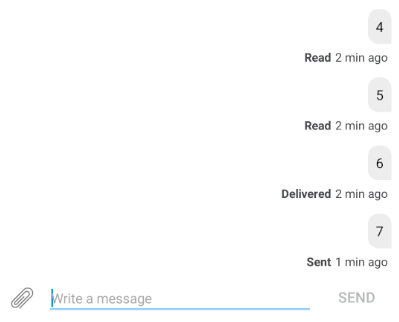 4
Read 2 min ago
5
Read 2 min ago
6
Delivered 2 min ago
7
Sent 1 min ago
Write a message SEND